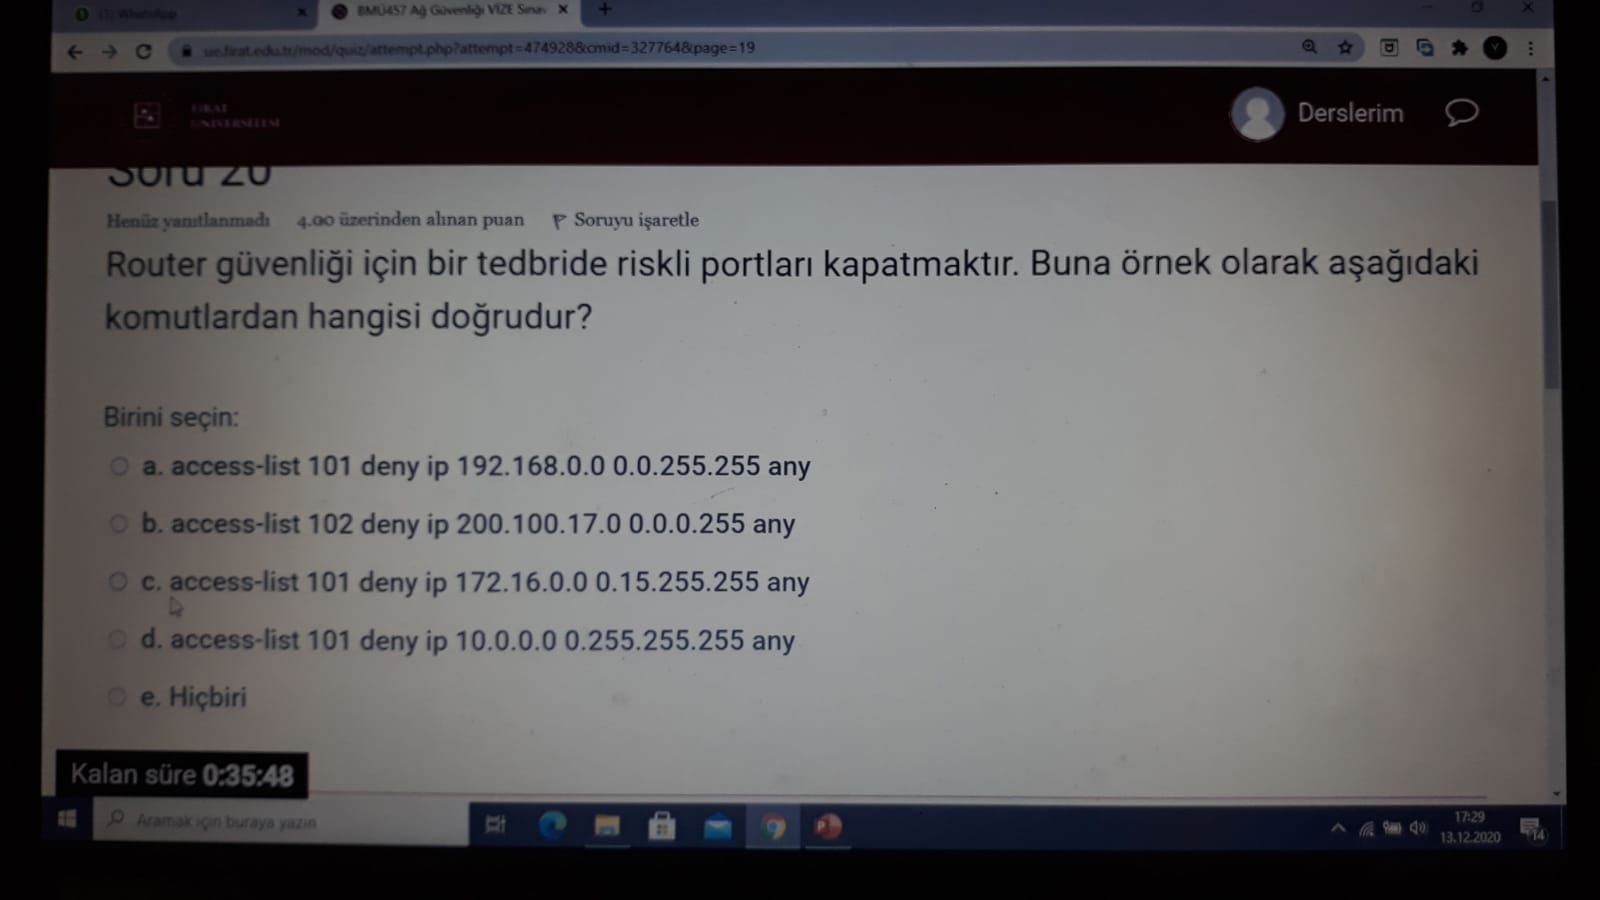 (1) WhatsApp
BMÜ457 Ağ Güvenliği VİZE Sınav
ue.firat.edu.tr/mod/quiz/attempt.php?attempt=474928&cmid=327764&page=19
FIRAT
ÜNİVERSİTESİ
Derslerim
Soru 20
Henüz yanıtlanmadı 4.00 üzerinden alınan puan Soruyu işaretle
Router güvenliği için bir tedbride riskli portları kapatmaktır. Buna örnek olarak aşağıdaki
komutlardan hangisi doğrudur?
Birini seçin:
a. access-list 101 deny ip 192.168.0.0 0.0.255.255 any
b. access-list 102 deny ip 200.100.17.0 0.0.0.255 any
c. access-list 101 deny ip 172.16.0.0 0.15.255.255 any
d. access-list 101 deny ip 10.0.0.0 0.255.255.255 any
e. Hiçbiri
Kalan süre 0:35:48
Aramak için buraya yazın
17:29
13.12.2020
14